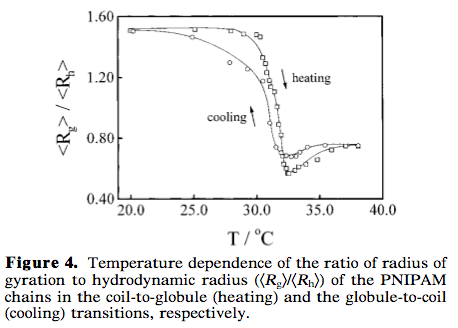 1.60
1.20
0.80
0.40
<Rg> / <Rh>
heating
cooling
20.0 25.0 30.0 35.0 40.0
T / °C
Figure 4. Temperature dependence of the ratio of radius of
gyration to hydrodynamic radius (⟨Rg⟩/⟨Rh⟩) of the PNIPAM
chains in the coil-to-globule (heating) and the globule-to-coil
(cooling) transitions, respectively.